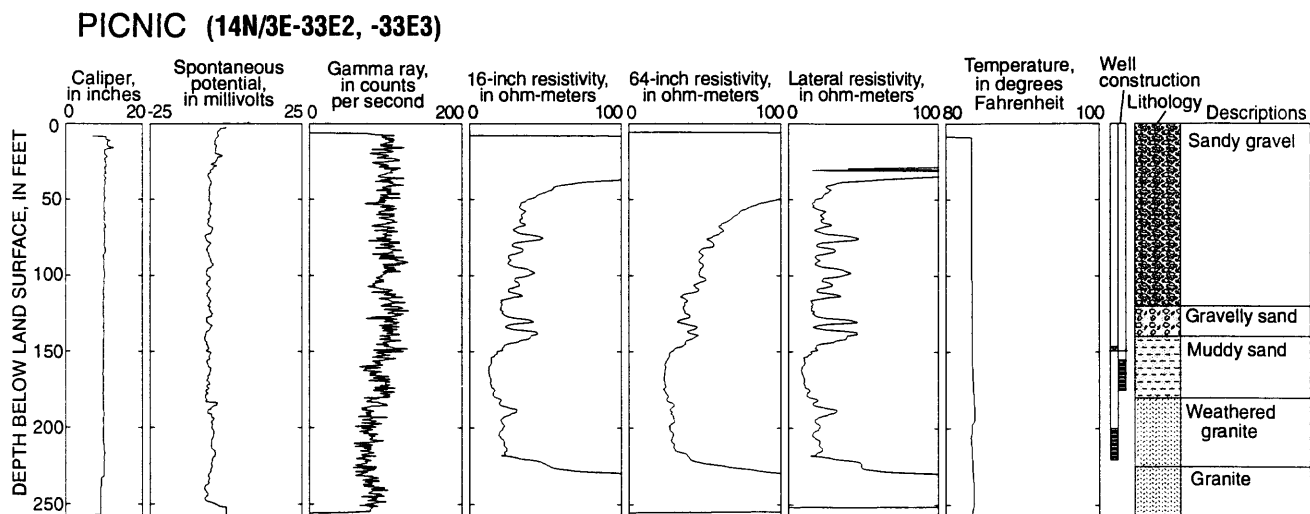 PICNIC (14N/3E-33E2, -33E3)
Caliper, in inches
0 20
Spontaneous potential, in millivolts
-25 25
Gamma ray, in counts per second
0 200
16-inch resistivity, in ohm-meters
0 100
64-inch resistivity, in ohm-meters
0 100
Lateral resistivity, in ohm-meters
0 100
Temperature, in degrees Fahrenheit
80 100
Well construction
Lithology
Descriptions
DEPTH BELOW LAND SURFACE, IN FEET
0
50
100
150
200
250
Sandy gravel
Gravelly sand
Muddy sand
Weathered granite
Granite